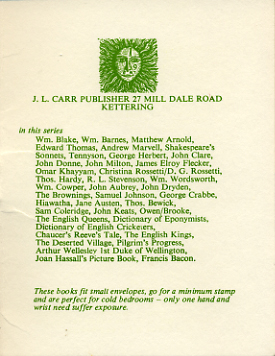 J. L. CARR PUBLISHER 27 MILL DALE ROAD
KETTERING
in this series
Wm. Blake, Wm. Barnes, Matthew Arnold,
Edward Thomas, Andrew Marvell, Shakespeare's
Sonnets, Tennyson, George Herbert, John Clare,
John Donne, John Milton, James Elroy Flecker,
Omar Khayyam, Christina Rossetti/D. G. Rossetti,
Thos. Hardy, R. L. Stevenson, Wm. Wordsworth,
Wm. Cowper, John Aubrey, John Dryden,
The Brownings, Samuel Johnson, George Crabbe,
Hiawatha, Jane Austen, Thos. Bewick,
Sam Coleridge, John Keats, Owen/Brooke,
The English Queens, Dictionary of Eponymists,
Dictionary of English Cricketers,
Chaucer's Reeve's Tale, The English Kings,
The Deserted Village, Pilgrim's Progress,
Arthur Wellesley 1st Duke of Wellington,
Joan Hassall's Picture Book, Francis Bacon.
These books fit small envelopes, go for a minimum stamp
and are perfect for cold bedrooms – only one hand and
wrist need suffer exposure.